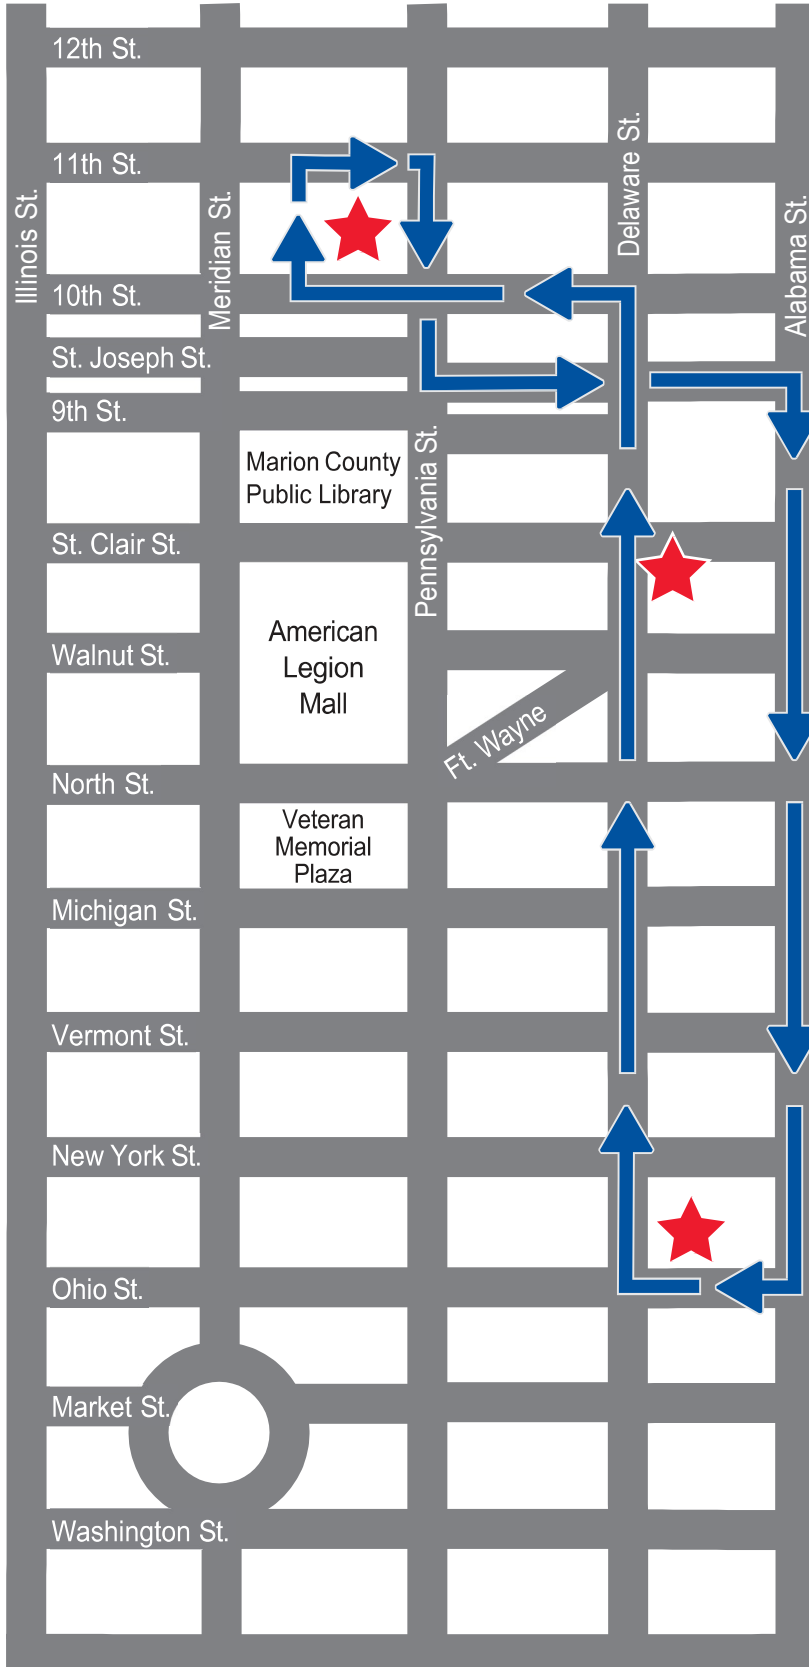 12th St.
11th St.
Delaware St.
Illinois St.
Meridian St.
Alabama St.
10th St.
St. Joseph St.
9th St.
Marion County
Public Library
Pennsylvania St.
St. Clair St.
American
Legion
Mall
Walnut St.
Ft. Wayne
North St.
Veteran
Memorial
Plaza
Michigan St.
Vermont St.
New York St.
Ohio St.
Market St.
Washington St.